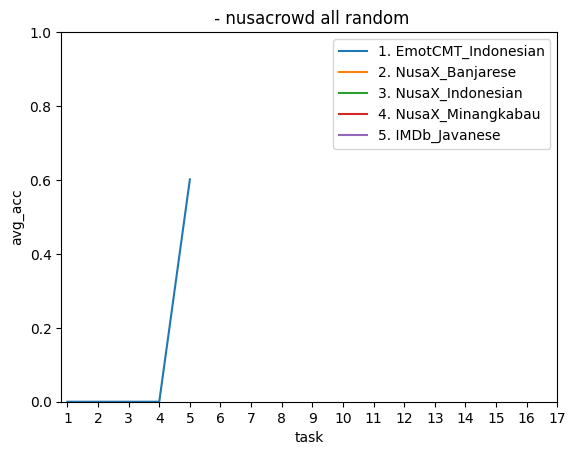 - nusacrowd all random
1.0
0.8
0.6
0.4
0.2
0.0
avg_acc
1. EmotCMT_Indonesian
2. NusaX_Banjarese
3. NusaX_Indonesian
4. NusaX_Minangkabau
5. IMDb_Javanese
1 2 3 4 5 6 7 8 9 10 11 12 13 14 15 16 17
task